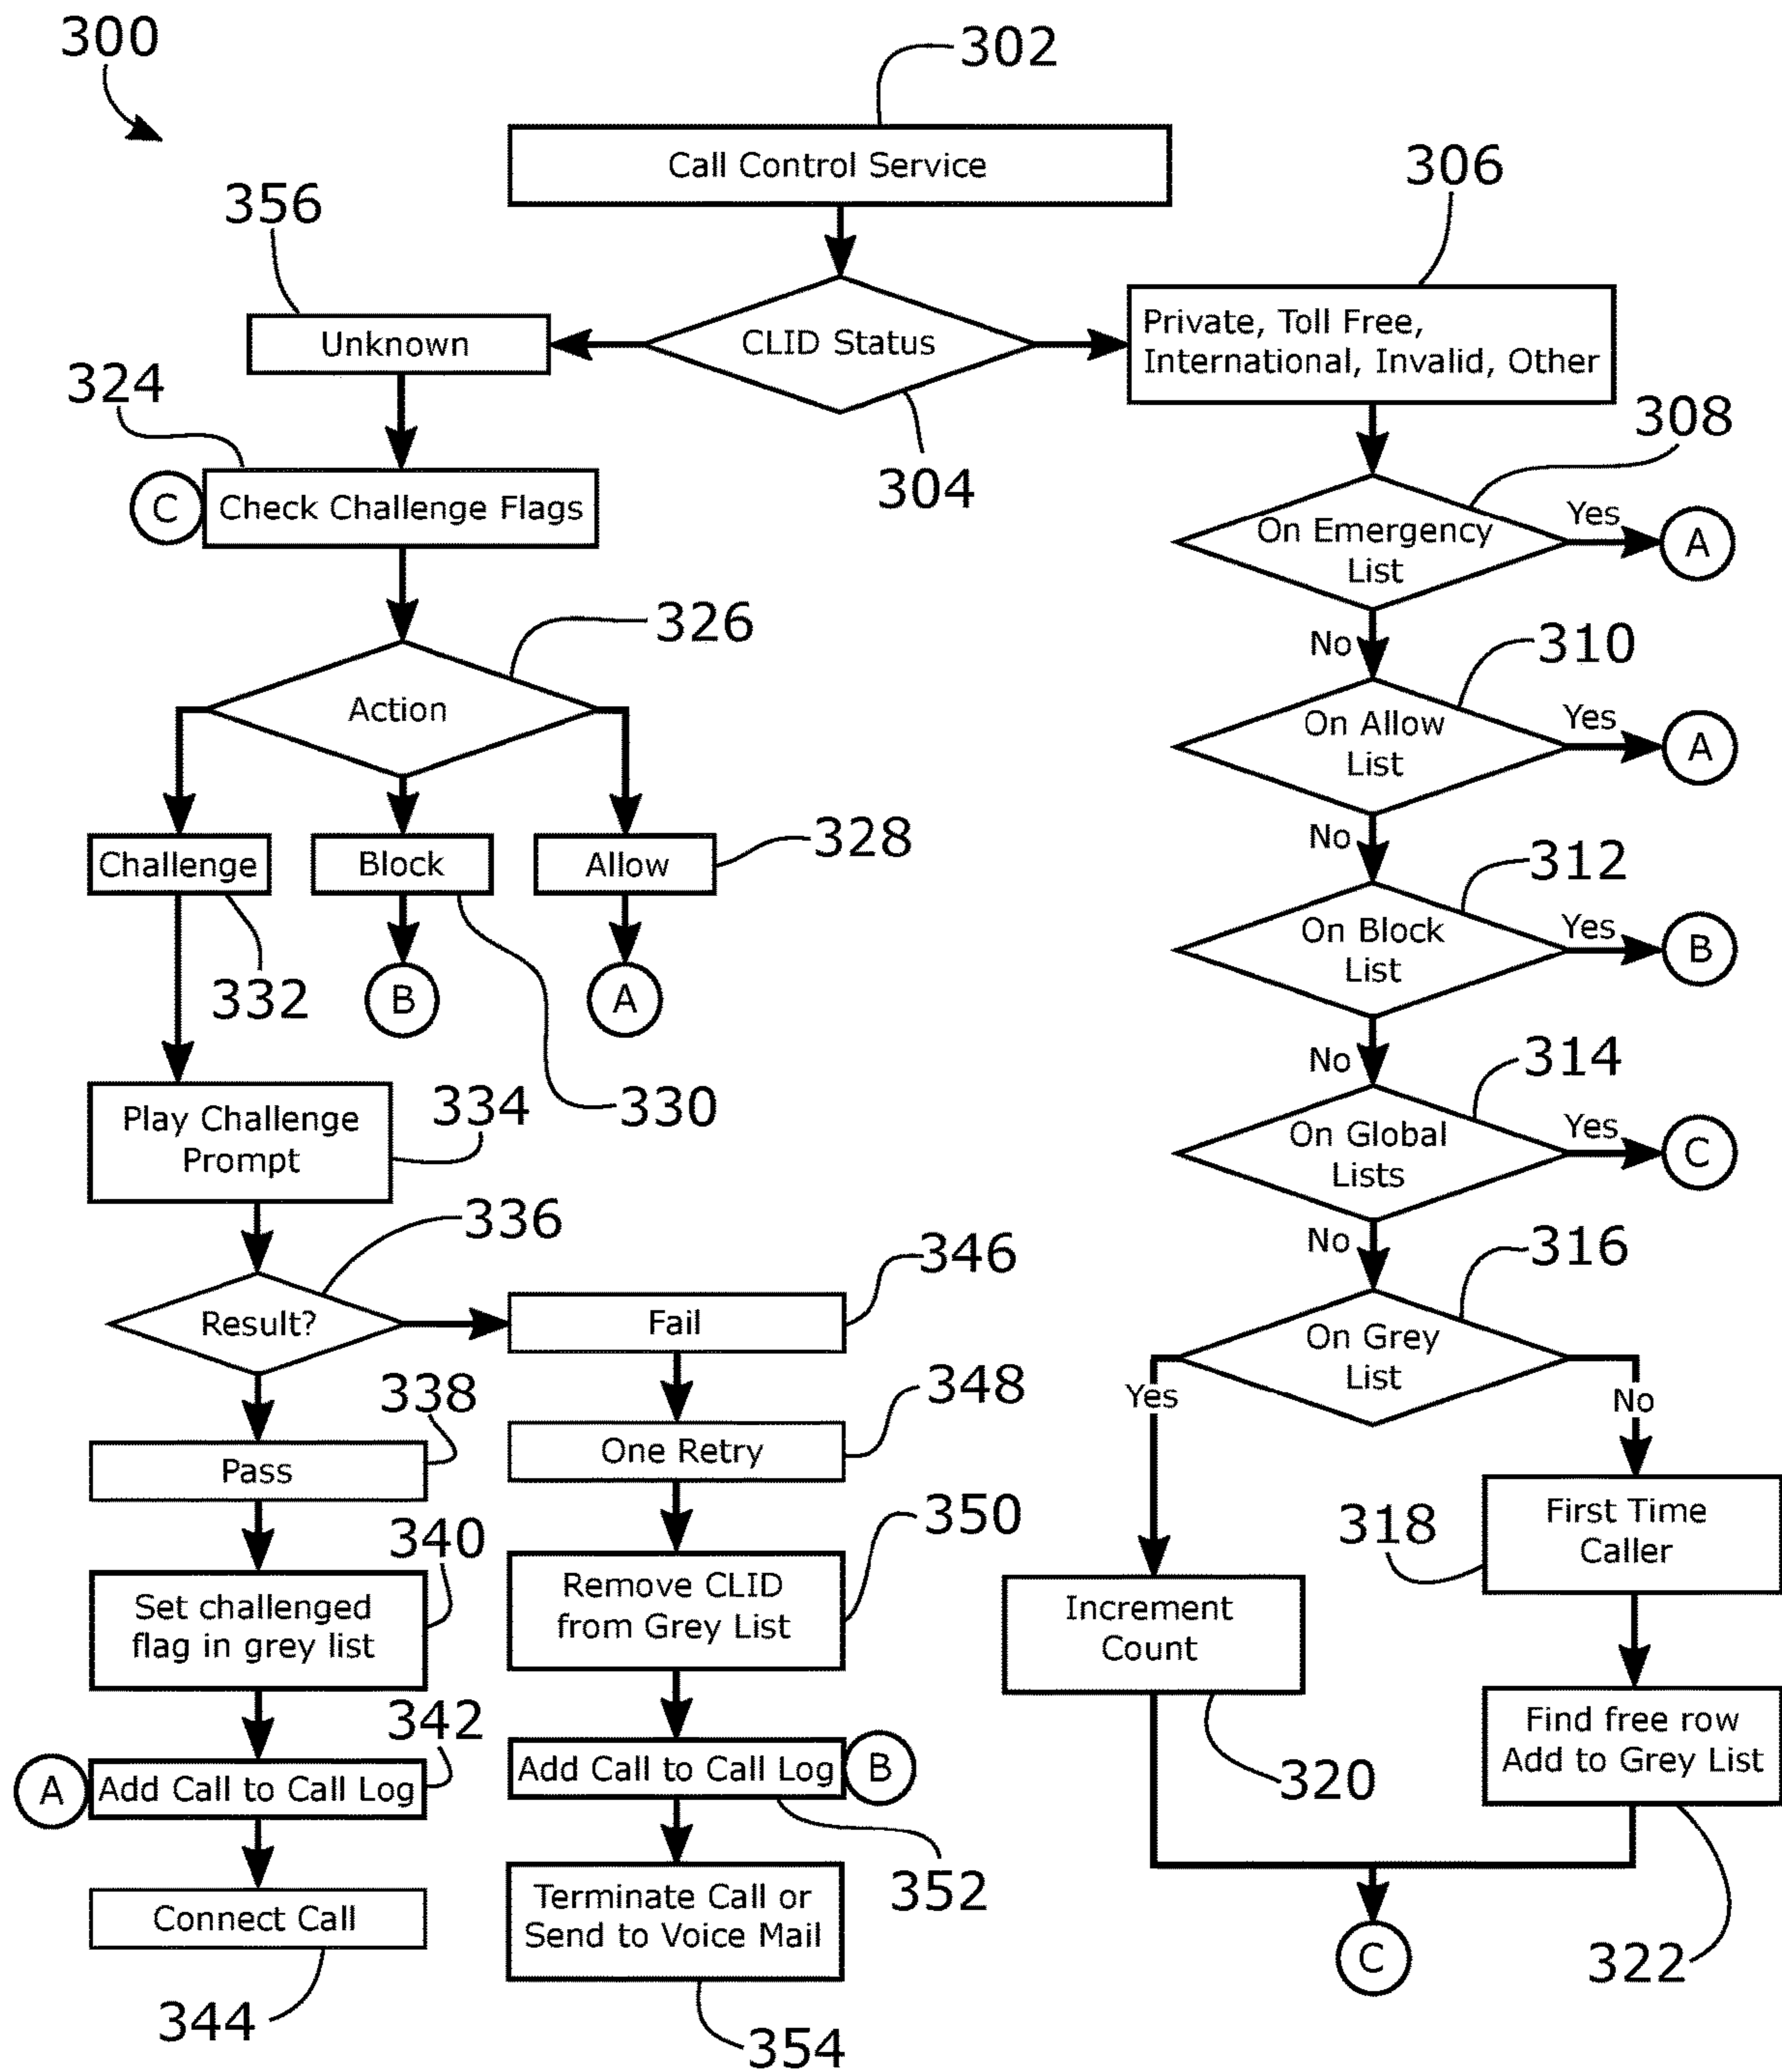 300
302
Call Control Service
306
356
Private, Toll Free,
International, Invalid, Other
CLID Status
Unknown
324
304
308
C
Check Challenge Flags
On Emergency
List
Yes
A
326
No
310
Action
On Allow
List
Yes
A
Challenge
Block
Allow
328
No
312
332
B
A
On Block
List
Yes
B
330
No
314
Play Challenge
Prompt
334
On Global
Lists
Yes
C
336
No
316
346
Result?
Fail
On Grey
List
Yes
No
338
348
Pass
One Retry
First Time
Caller
318
340
350
Set challenged
flag in grey list
Remove CLID
from Grey List
Increment
Count
342
Find free row
Add to Grey List
A
Add Call to Call Log
Add Call to Call Log
B
320
352
Connect Call
Terminate Call or
Send to Voice Mail
C
322
344
354